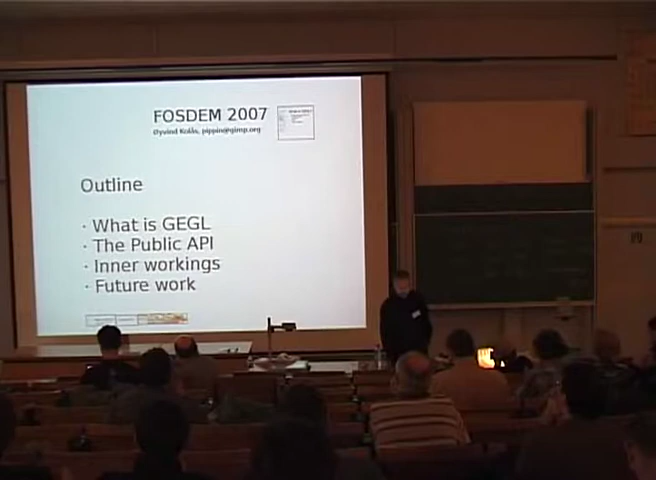 FOSDEM 2007
Øyvind Kolås, pippin@gimp.org
Outline
· What is GEGL
· The Public API
· Inner workings
· Future work